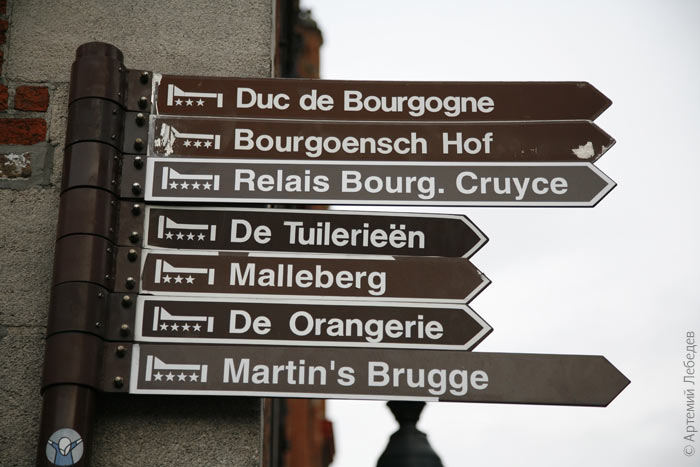 Duc de Bourgogne
Bourgoensch Hof
Relais Bourg. Cruyce
De Tuilerieën
Malleberg
De Orangerie
Martin's Brugge
© Артемий Лебедев